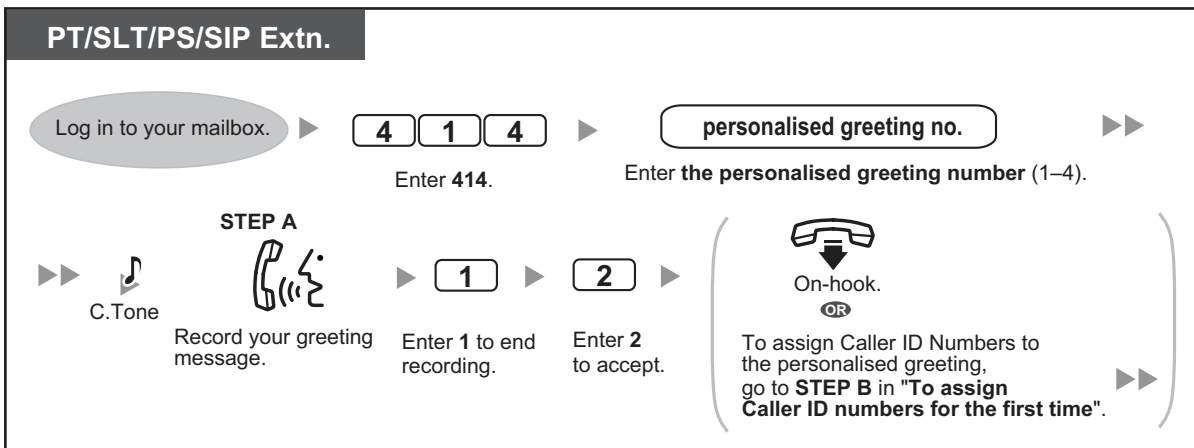 PT/SLT/PS/SIP Extn.
Log in to your mailbox.
4 1 4
Enter 414.
personalised greeting no.
Enter the personalised greeting number (1–4).
C.Tone
STEP A
Record your greeting
message.
1
Enter 1 to end
recording.
2
Enter 2
to accept.
On-hook.
OR
To assign Caller ID Numbers to
the personalised greeting,
go to STEP B in "To assign
Caller ID numbers for the first time".